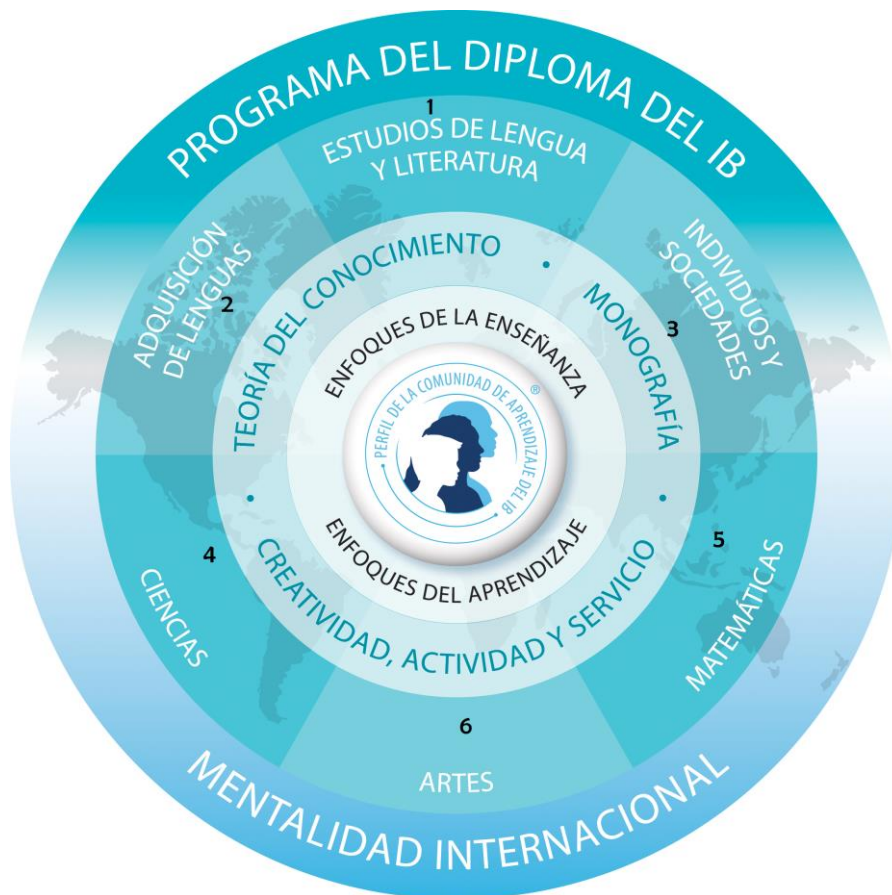 PROGRAMA DEL DIPLOMA DEL IB
1
ESTUDIOS DE LENGUA
Y LITERATURA
ADQUISICIÓN
DE LENGUAS
2
INDIVIDUOS Y
SOCIEDADES
3
TEORÍA DEL CONOCIMIENTO
•
MONOGRAFÍA
ENFOQUES DE LA ENSEÑANZA
• PERFIL DE LA COMUNIDAD DE APRENDIZAJE DEL IB •
®
ENFOQUES DEL APRENDIZAJE
•
CREATIVIDAD, ACTIVIDAD Y SERVICIO
•
4
CIENCIAS
5
MATEMÁTICAS
6
ARTES
MENTALIDAD INTERNACIONAL